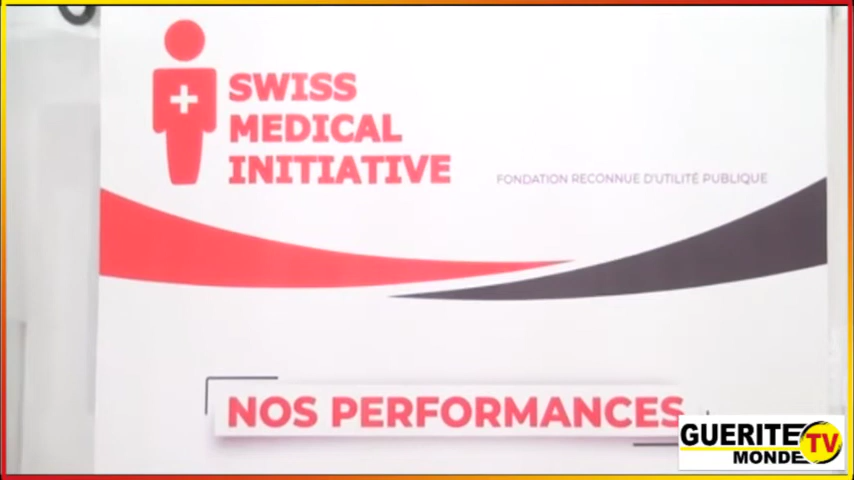 SWISS
MEDICAL
INITIATIVE
FONDATION RECONNUE D'UTILITÉ PUBLIQUE
NOS PERFORMANCES
GUERITE TV
MONDE